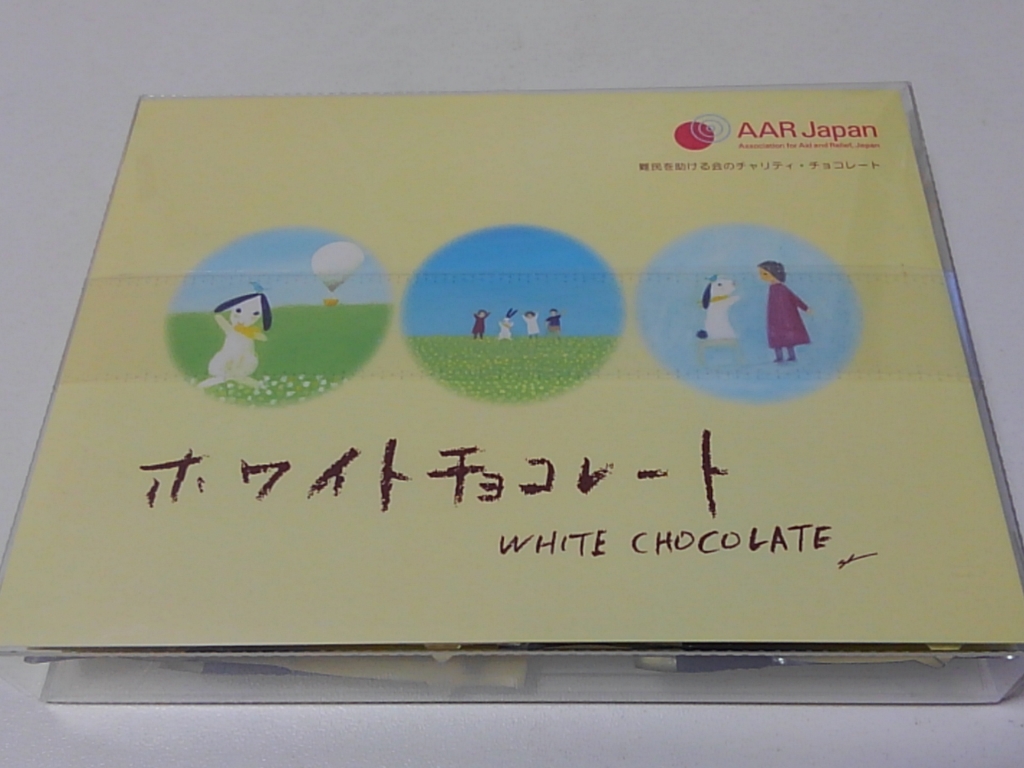 AAR Japan
Association for Aid and Relief, Japan
難民を助ける会のチャリティ・チョコレート
ホワイトチョコレート
WHITE CHOCOLATE